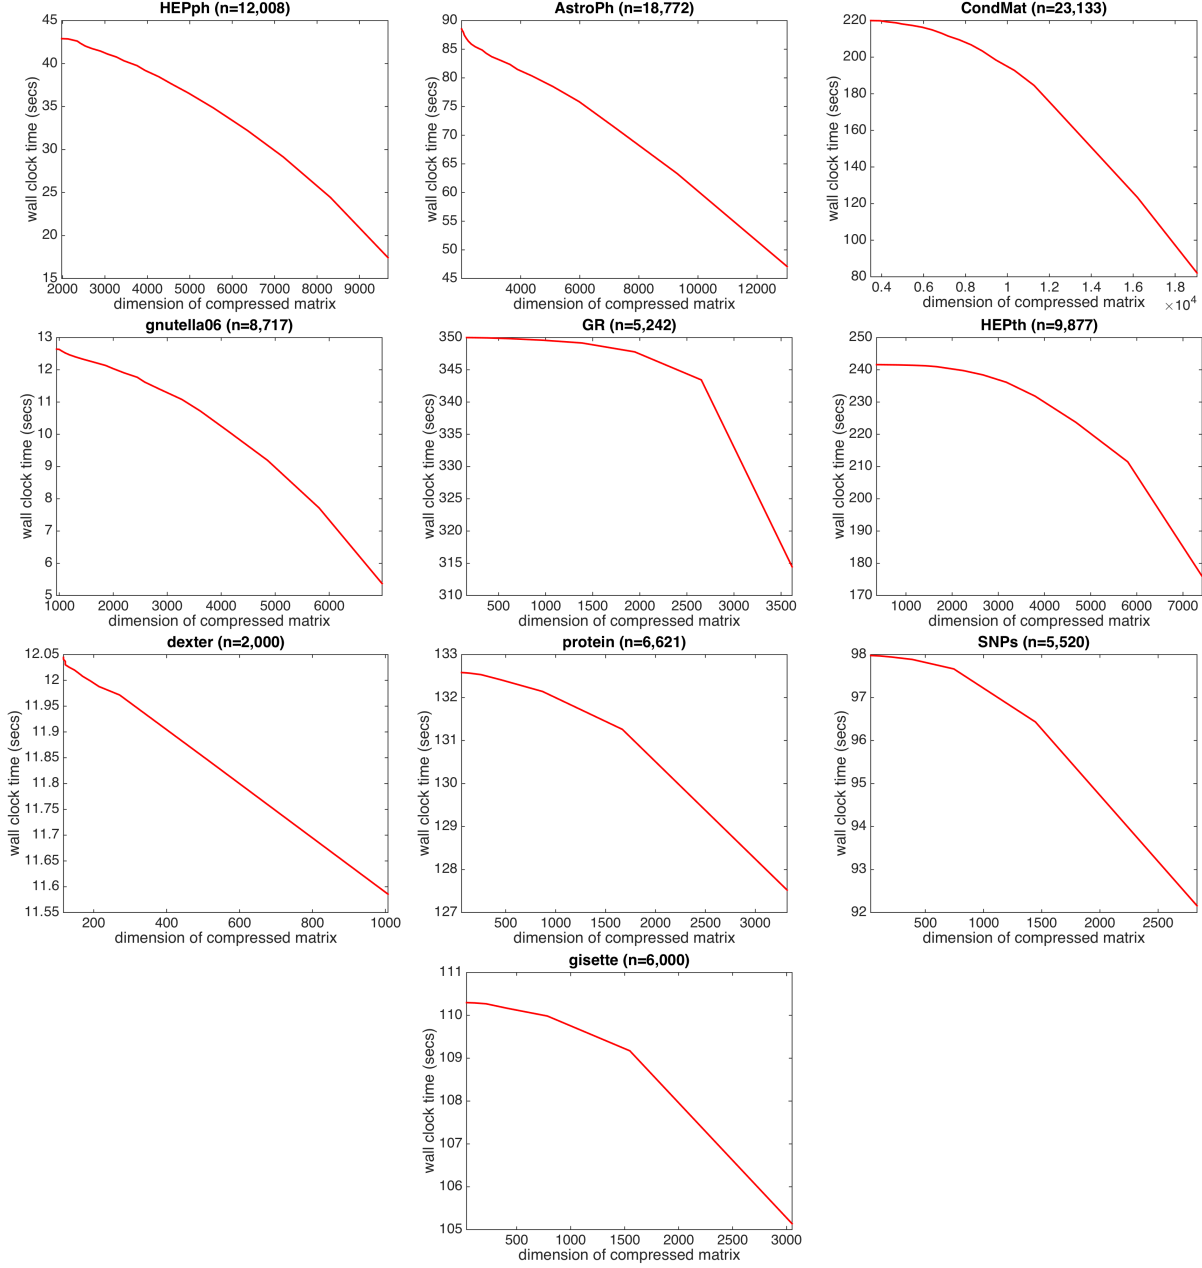 HEPph (n=12,008)
wall clock time (secs)
45
40
35
30
25
20
15
2000 3000 4000 5000 6000 7000 8000 9000
dimension of compressed matrix
AstroPh (n=18,772)
wall clock time (secs)
90
85
80
75
70
65
60
55
50
45
4000 6000 8000 10000 12000
dimension of compressed matrix
CondMat (n=23,133)
wall clock time (secs)
220
200
180
160
140
120
100
80
0.4 0.6 0.8 1 1.2 1.4 1.6 1.8
dimension of compressed matrix ×10^4
gnutella06 (n=8,717)
wall clock time (secs)
13
12
11
10
9
8
7
6
5
1000 2000 3000 4000 5000 6000
dimension of compressed matrix
GR (n=5,242)
wall clock time (secs)
350
345
340
335
330
325
320
315
310
500 1000 1500 2000 2500 3000 3500
dimension of compressed matrix
HEPth (n=9,877)
wall clock time (secs)
250
240
230
220
210
200
190
180
170
1000 2000 3000 4000 5000 6000 7000
dimension of compressed matrix
dexter (n=2,000)
wall clock time (secs)
12.05
12
11.95
11.9
11.85
11.8
11.75
11.7
11.65
11.6
11.55
200 400 600 800 1000
dimension of compressed matrix
protein (n=6,621)
wall clock time (secs)
133
132
131
130
129
128
127
500 1000 1500 2000 2500 3000
dimension of compressed matrix
SNPs (n=5,520)
wall clock time (secs)
98
97
96
95
94
93
92
500 1000 1500 2000 2500
dimension of compressed matrix
gisette (n=6,000)
wall clock time (secs)
111
110
109
108
107
106
105
500 1000 1500 2000 2500 3000
dimension of compressed matrix